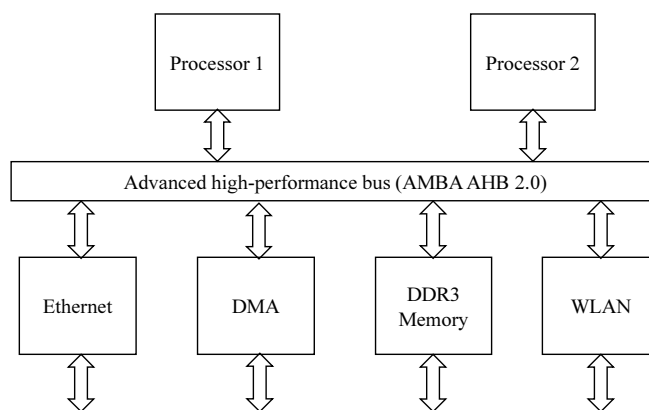 Processor 1
Processor 2
Advanced high-performance bus (AMBA AHB 2.0)
Ethernet
DMA
DDR3
Memory
WLAN